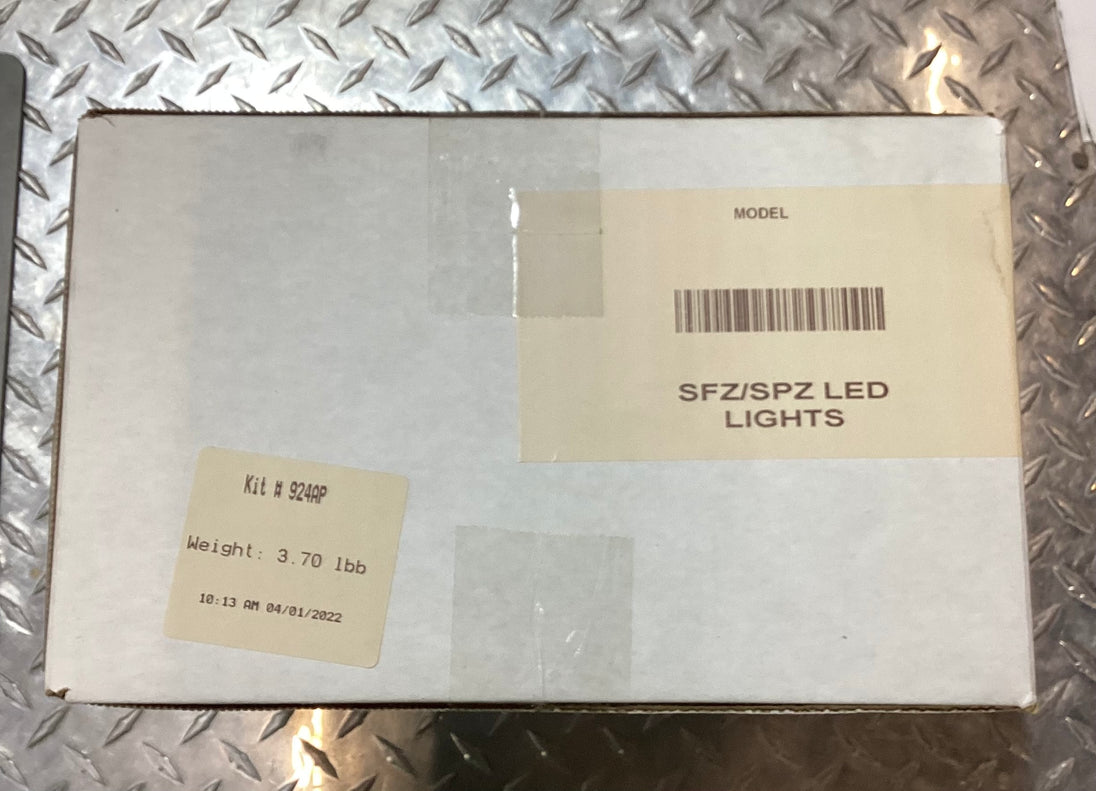 MODEL
SFZ/SPZ LED
LIGHTS
Kit # 924AP
Weight: 3.70 lbb
10:13 AM 04/01/2022